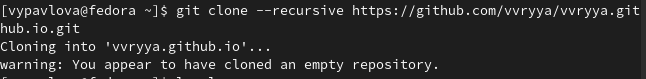 [vypavlova@fedora ~]$ git clone --recursive https://github.com/vvryya/vvryya.git
hub.io.git
Cloning into 'vvryya.github.io'...
warning: You appear to have cloned an empty repository.